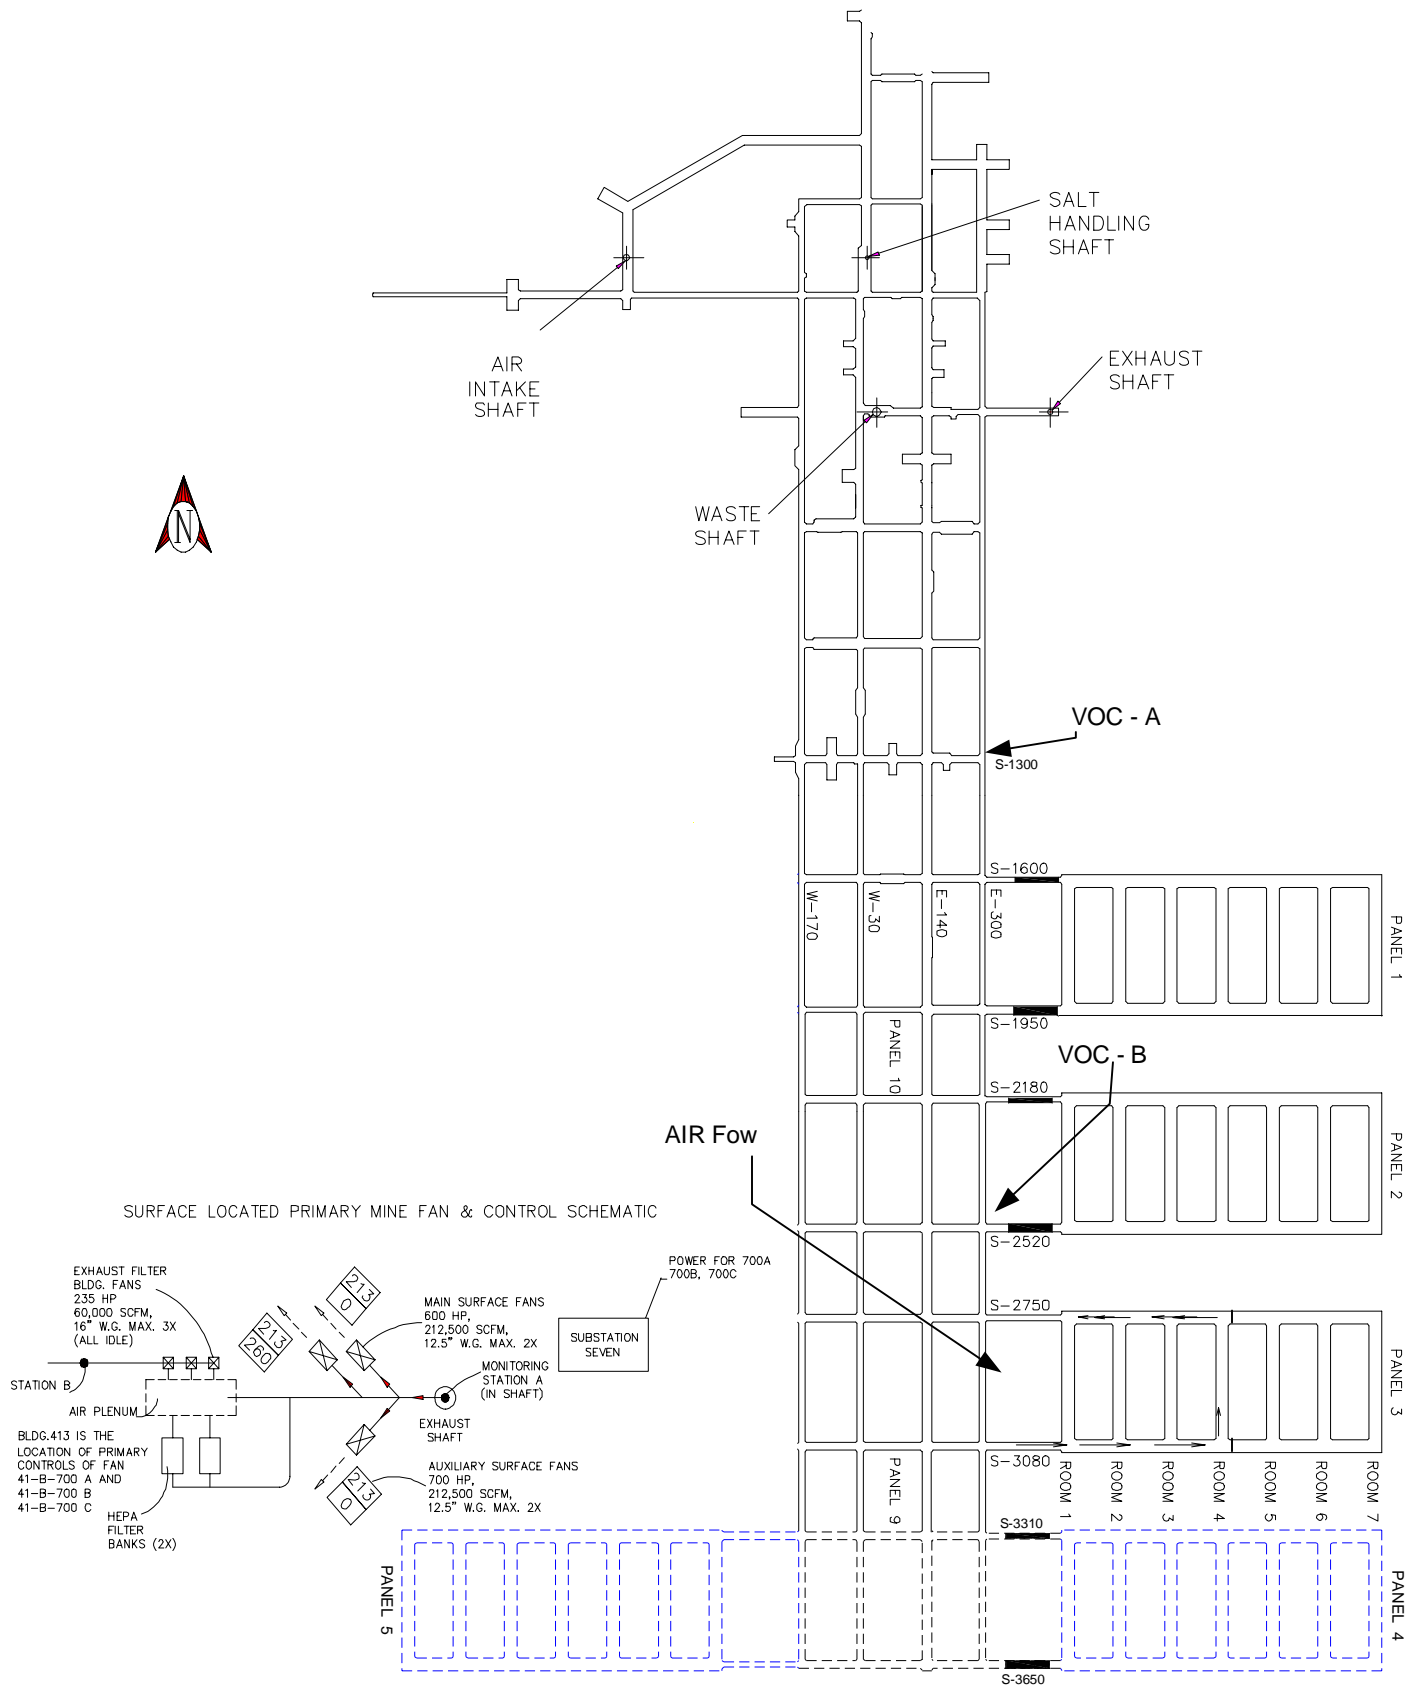 SALT
HANDLING
SHAFT
AIR
INTAKE
SHAFT
EXHAUST
SHAFT
N
WASTE
SHAFT
VOC - A
S-1300
S-1600
W-170
W-30
E-140
E-300
PANEL 1
S-1950
PANEL 10
VOC - B
S-2180
AIR Fow
PANEL 2
SURFACE LOCATED PRIMARY MINE FAN & CONTROL SCHEMATIC
S-2520
EXHAUST FILTER
BLDG. FANS
235 HP
60,000 SCFM,
16" W.G. MAX. 3X
(ALL IDLE)
213
0
213
260
MAIN SURFACE FANS
600 HP,
212,500 SCFM,
12.5" W.G. MAX. 2X
POWER FOR 700A
700B, 700C
SUBSTATION
SEVEN
S-2750
MONITORING
STATION A
(IN SHAFT)
STATION B
AIR PLENUM
EXHAUST
SHAFT
PANEL 3
BLDG.413 IS THE
LOCATION OF PRIMARY
CONTROLS OF FAN
41-B-700 A AND
41-B-700 B
41-B-700 C
HEPA
FILTER
BANKS (2X)
213
0
AUXILIARY SURFACE FANS
700 HP,
212,500 SCFM,
12.5" W.G. MAX. 2X
S-3080
PANEL 9
ROOM 1
ROOM 2
ROOM 3
ROOM 4
ROOM 5
ROOM 6
ROOM 7
S-3310
PANEL 5
PANEL 4
S-3650